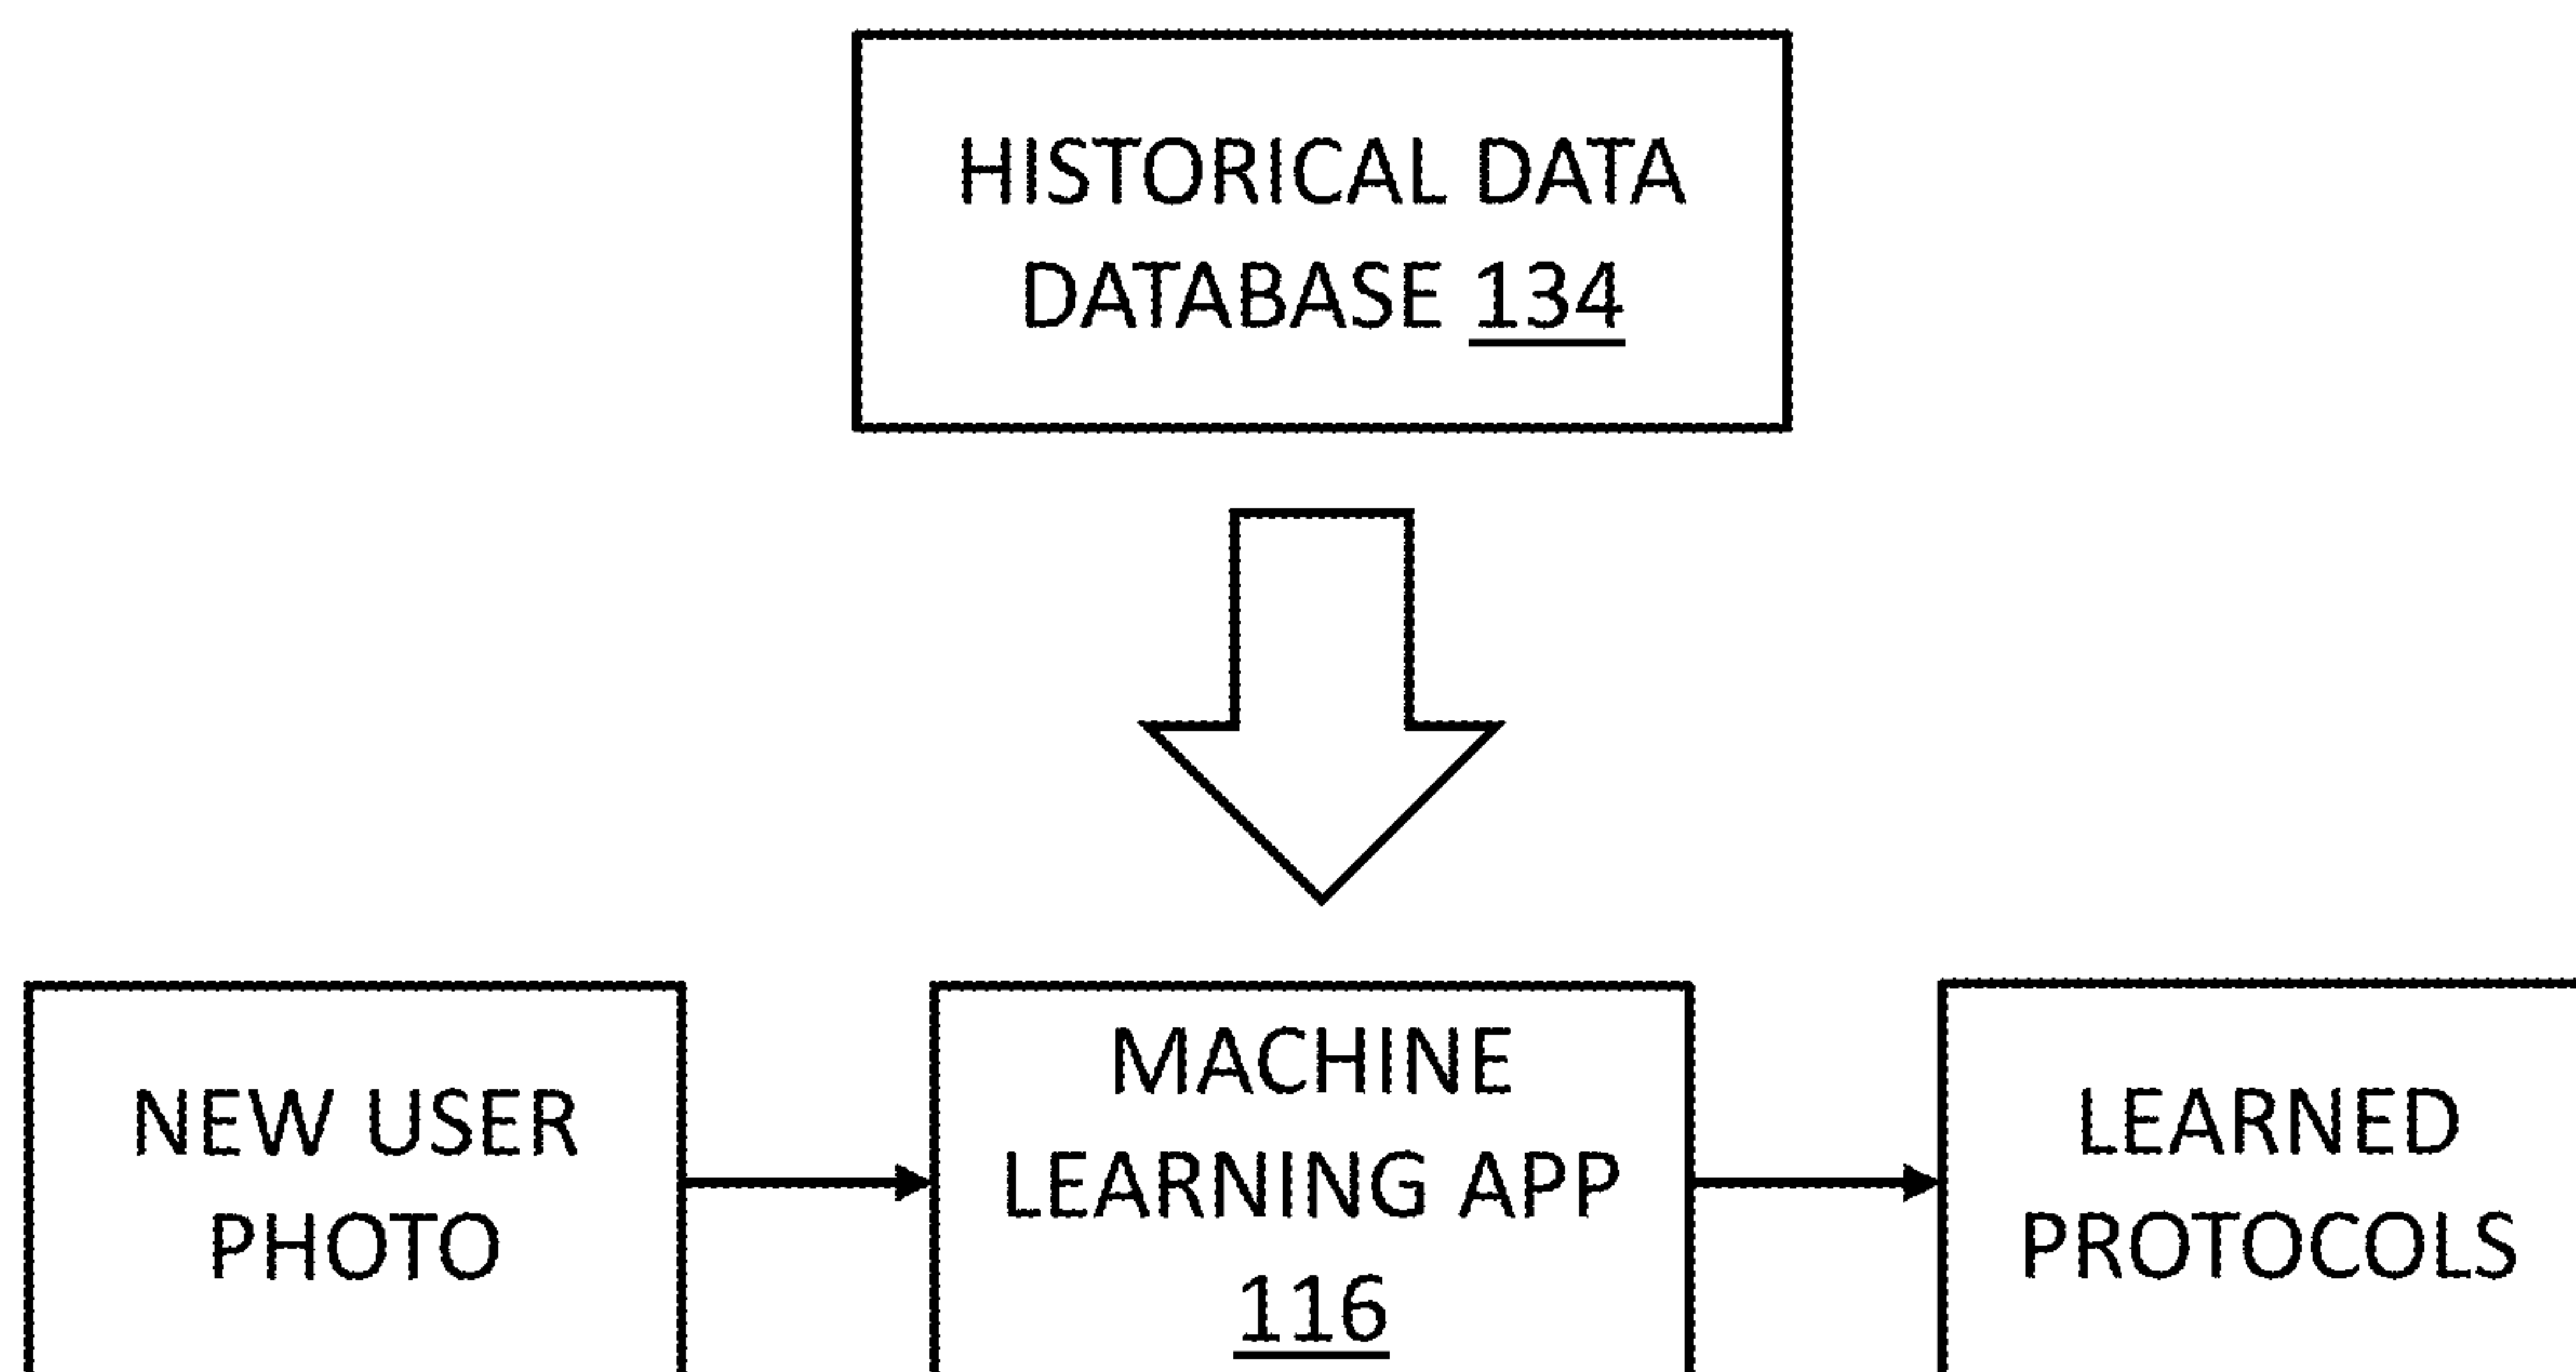 HISTORICAL DATA
DATABASE 134
NEW USER
PHOTO
MACHINE
LEARNING APP
116
LEARNED
PROTOCOLS